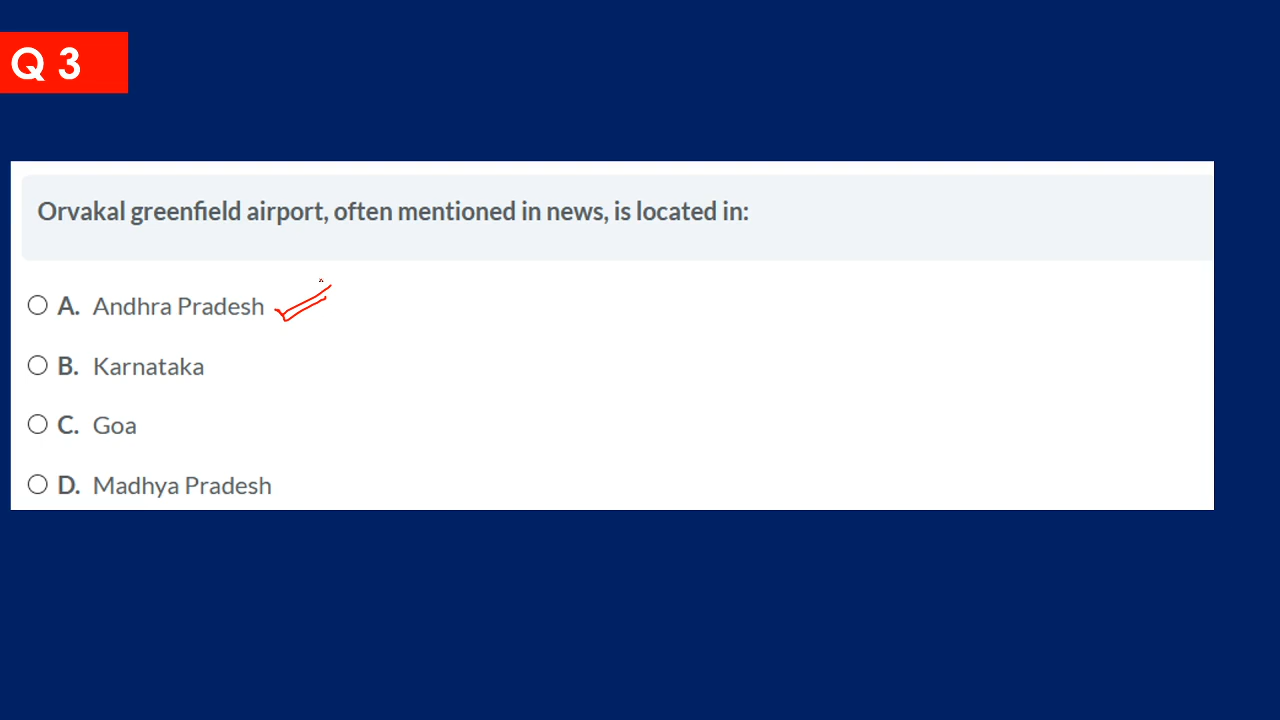 Q 3
Orvakal greenfield airport, often mentioned in news, is located in:
A. Andhra Pradesh
B. Karnataka
C. Goa
D. Madhya Pradesh